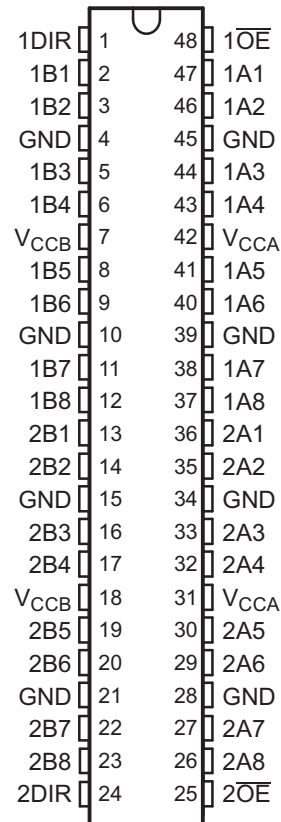 1DIR 1 48 1O̅E̅
1B1 2 47 1A1
1B2 3 46 1A2
GND 4 45 GND
1B3 5 44 1A3
1B4 6 43 1A4
VCCB 7 42 VCCA
1B5 8 41 1A5
1B6 9 40 1A6
GND 10 39 GND
1B7 11 38 1A7
1B8 12 37 1A8
2B1 13 36 2A1
2B2 14 35 2A2
GND 15 34 GND
2B3 16 33 2A3
2B4 17 32 2A4
VCCB 18 31 VCCA
2B5 19 30 2A5
2B6 20 29 2A6
GND 21 28 GND
2B7 22 27 2A7
2B8 23 26 2A8
2DIR 24 25 2O̅E̅